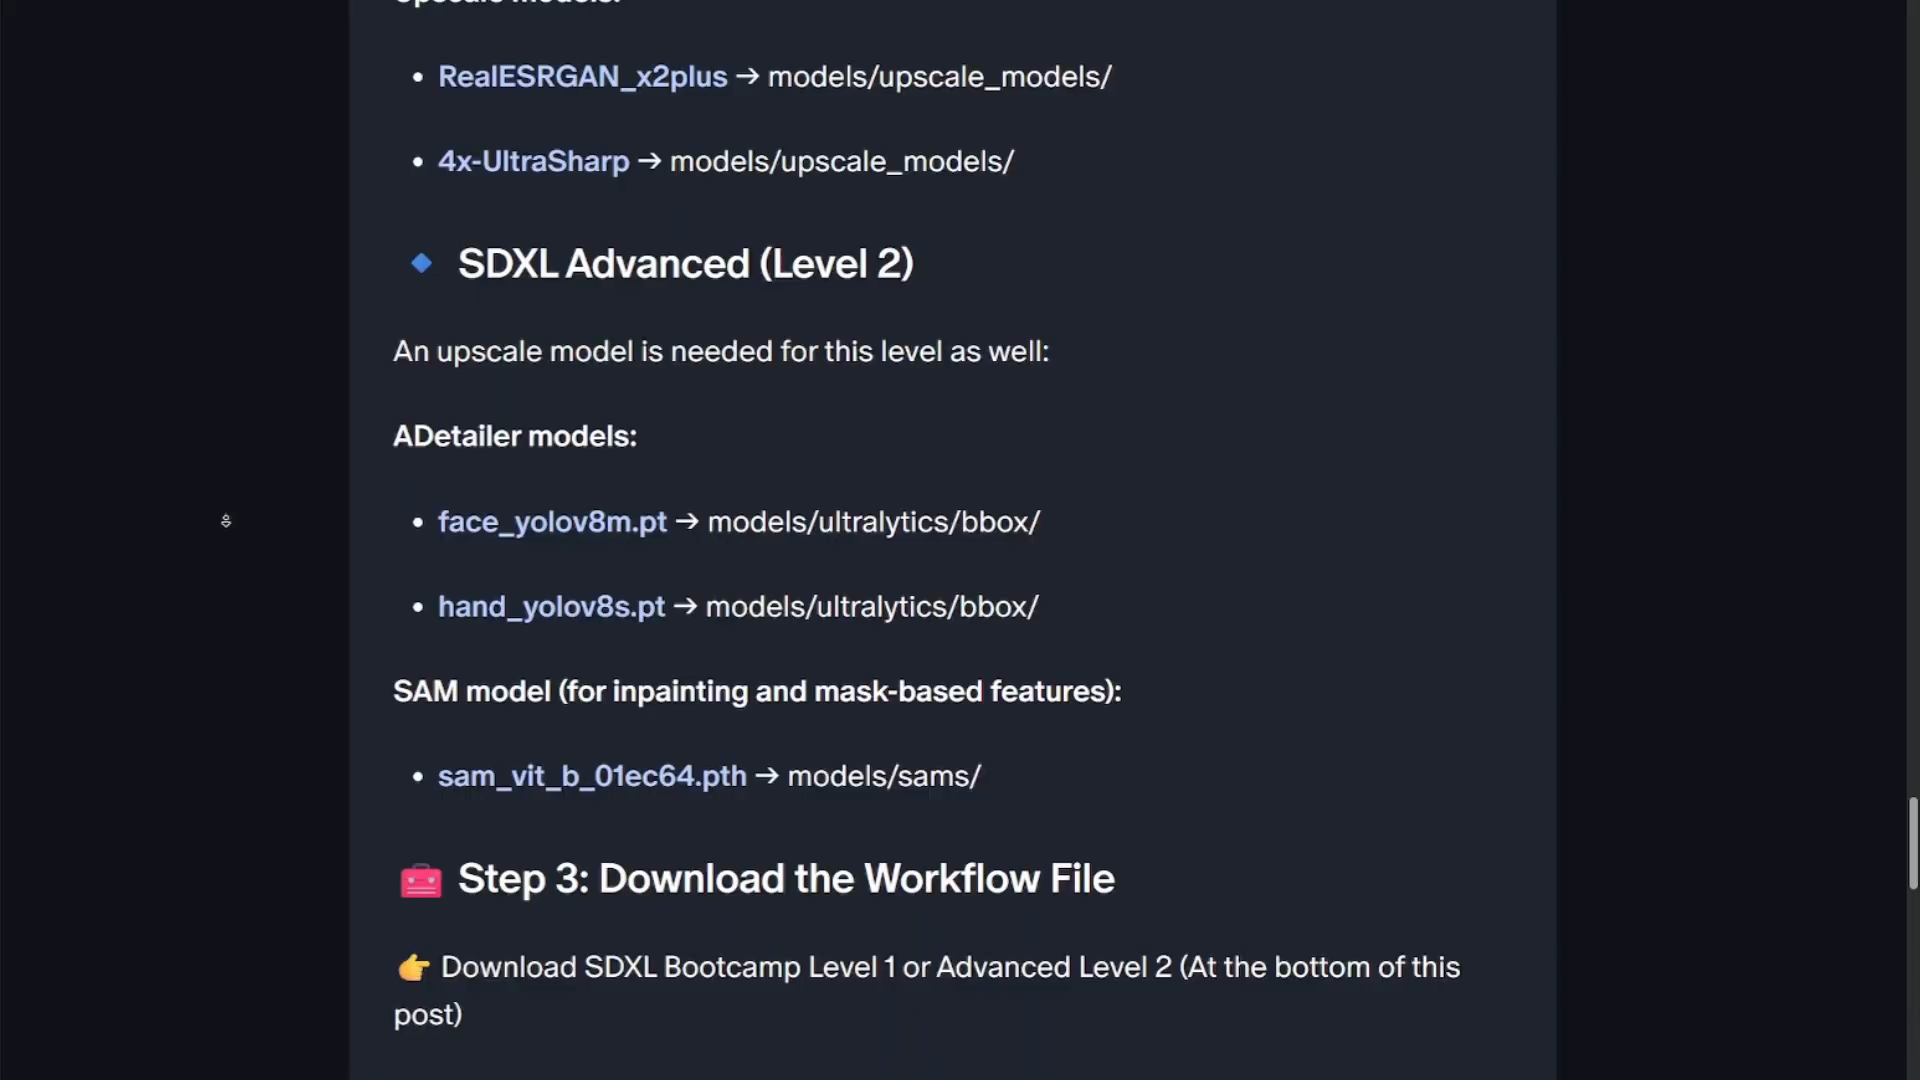 Upscale models:
• RealESRGAN_x2plus → models/upscale_models/
• 4x-UltraSharp → models/upscale_models/
🔹 SDXL Advanced (Level 2)
An upscale model is needed for this level as well:
ADetailer models:
• face_yolov8m.pt → models/ultralytics/bbox/
• hand_yolov8s.pt → models/ultralytics/bbox/
SAM model (for inpainting and mask-based features):
• sam_vit_b_01ec64.pth → models/sams/
🧰 Step 3: Download the Workflow File
👉 Download SDXL Bootcamp Level 1 or Advanced Level 2 (At the bottom of this
post)